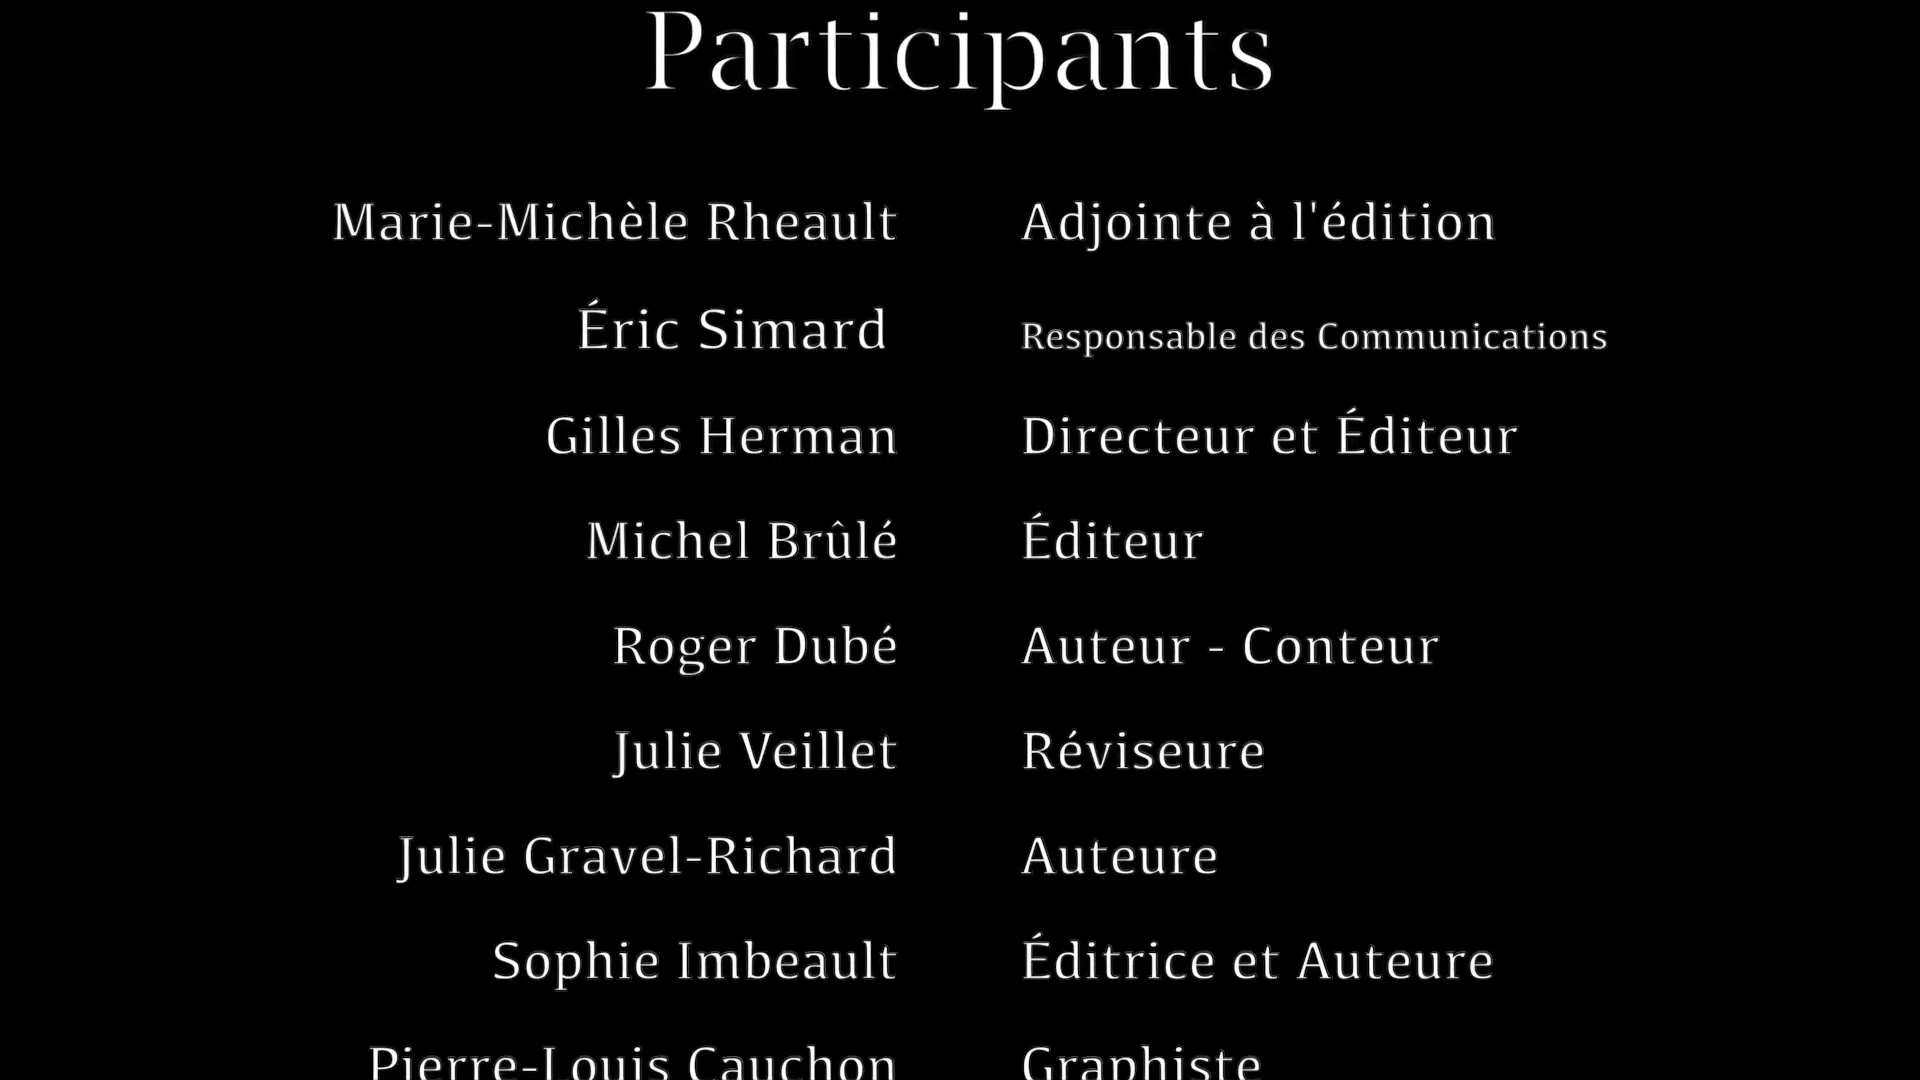 Participants
Marie-Michèle Rheault Adjointe à l'édition
Éric Simard Responsable des Communications
Gilles Herman Directeur et Éditeur
Michel Brûlé Éditeur
Roger Dubé Auteur - Conteur
Julie Veillet Réviseure
Julie Gravel-Richard Auteure
Sophie Imbeault Éditrice et Auteure
Pierre-Louis Cauchon Graphiste